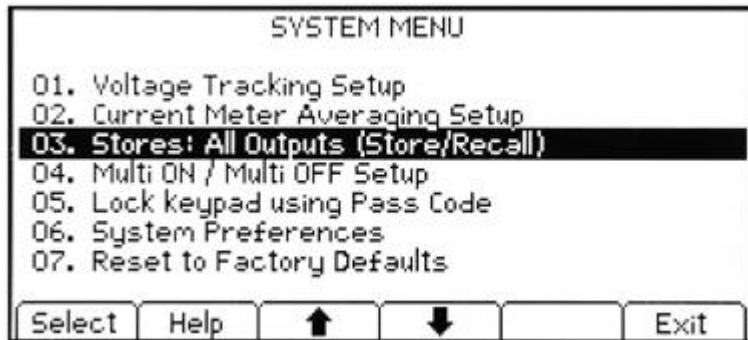 SYSTEM MENU
01. Voltage Tracking Setup
02. Current Meter Averaging Setup
03. Stores: All Outputs (Store/Recall)
04. Multi ON / Multi OFF Setup
05. Lock keypad using Pass Code
06. System Preferences
07. Reset to Factory Defaults
Select Help ↑ ↓ Exit